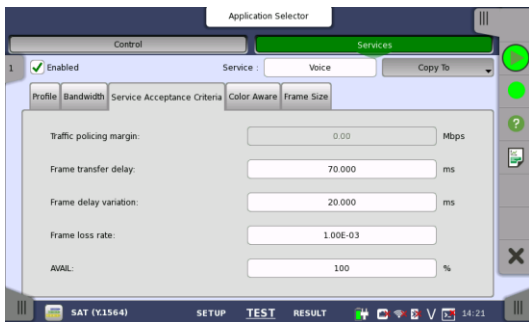 Application Selector
Control Services
1 Enabled Service : Voice Copy To
Profile Bandwidth Service Acceptance Criteria Color Aware Frame Size
Traffic policing margin: 0.00 Mbps
Frame transfer delay: 70.000 ms
Frame delay variation: 20.000 ms
Frame loss rate: 1.00E-03
AVAIL: 100 %
SAT (Y.1564) SETUP TEST RESULT 14:21